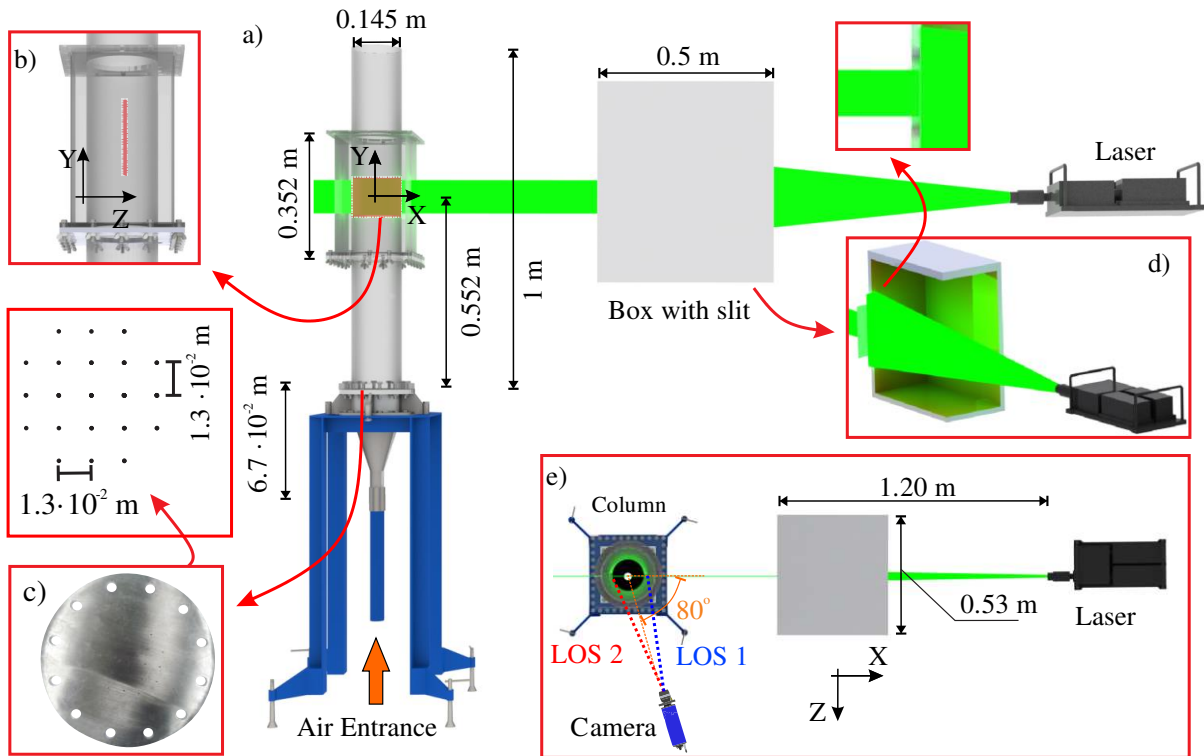 b)
Y
Z
a)
0.145 m
Y
X
0.352 m
0.552 m
1 m
6.7 ·10⁻² m
0.5 m
Box with slit
Laser
d)
1.3 ·10⁻² m
1.3·10⁻² m
c)
Air Entrance
e)
Column
1.20 m
80°
0.53 m
Laser
LOS 2
LOS 1
X
Z
Camera